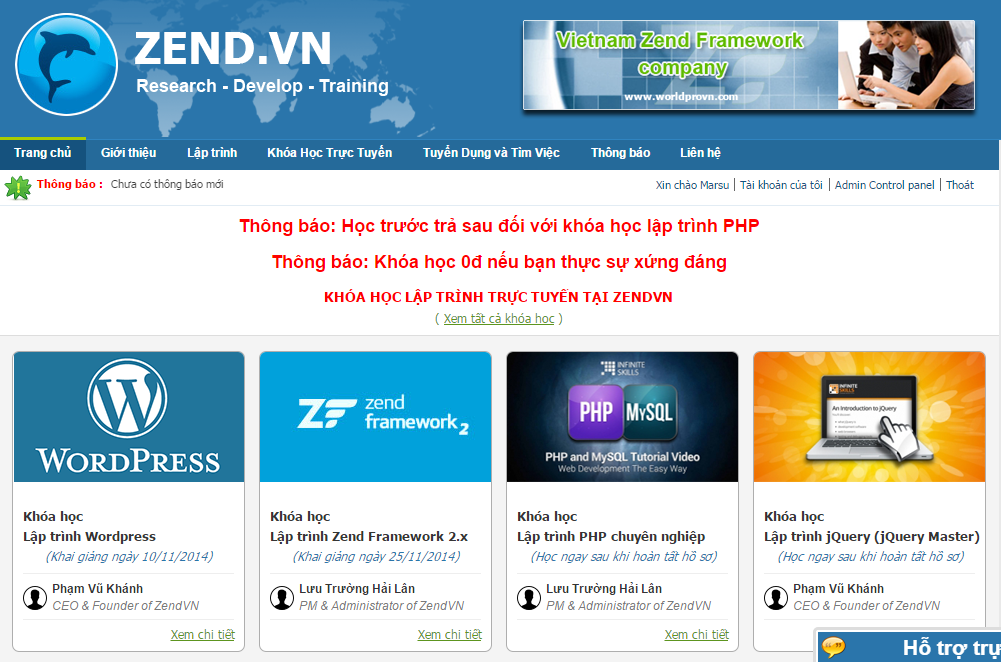 ZEND.VN
Research - Develop - Training
Vietnam Zend Framework
company
www.worldprovn.com
Trang chủ Giới thiệu Lập trình Khóa Học Trực Tuyến Tuyển Dụng và Tìm Việc Thông báo Liên hệ
Thông báo : Chưa có thông báo mới
Xin chào Marsu | Tài khoản của tôi | Admin Control panel | Thoát
Thông báo: Học trước trả sau đối với khóa học lập trình PHP
Thông báo: Khóa học 0đ nếu bạn thực sự xứng đáng
KHÓA HỌC LẬP TRÌNH TRỰC TUYẾN TẠI ZENDVN
( Xem tất cả khóa học )
WORDPRESS
zend
framework 2
INFINITE
SKILLS
PHP MySQL
PHP and MySQL Tutorial Video
Web Development The Easy Way
INFINITE
SKILLS
An Introduction to jQuery
Khóa học
Lập trình Wordpress
(Khai giảng ngày 10/11/2014)
Phạm Vũ Khánh
CEO & Founder of ZendVN
Xem chi tiết
Khóa học
Lập trình Zend Framework 2.x
(Khai giảng ngày 25/11/2014)
Lưu Trường Hải Lân
PM & Administrator of ZendVN
Xem chi tiết
Khóa học
Lập trình PHP chuyên nghiệp
(Học ngay sau khi hoàn tất hồ sơ)
Lưu Trường Hải Lân
PM & Administrator of ZendVN
Xem chi tiết
Khóa học
Lập trình jQuery (jQuery Master)
(Học ngay sau khi hoàn tất hồ sơ)
Phạm Vũ Khánh
CEO & Founder of ZendVN
Hỗ trợ trự